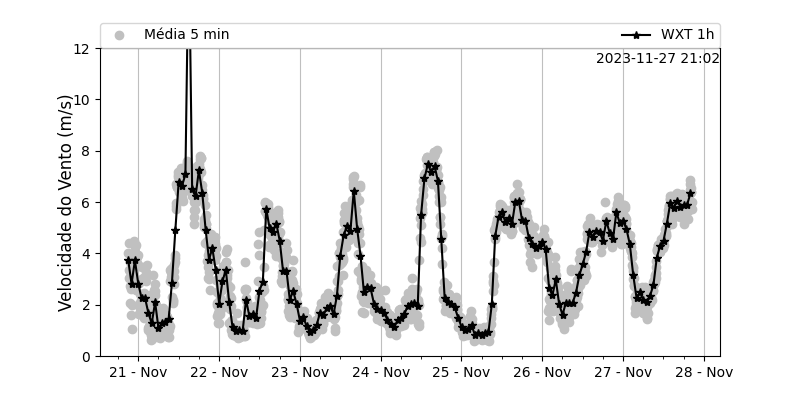 Média 5 min
WXT 1h
2023-11-27 21:02
Velocidade do Vento (m/s)
12
10
8
6
4
2
0
21 - Nov 22 - Nov 23 - Nov 24 - Nov 25 - Nov 26 - Nov 27 - Nov 28 - Nov